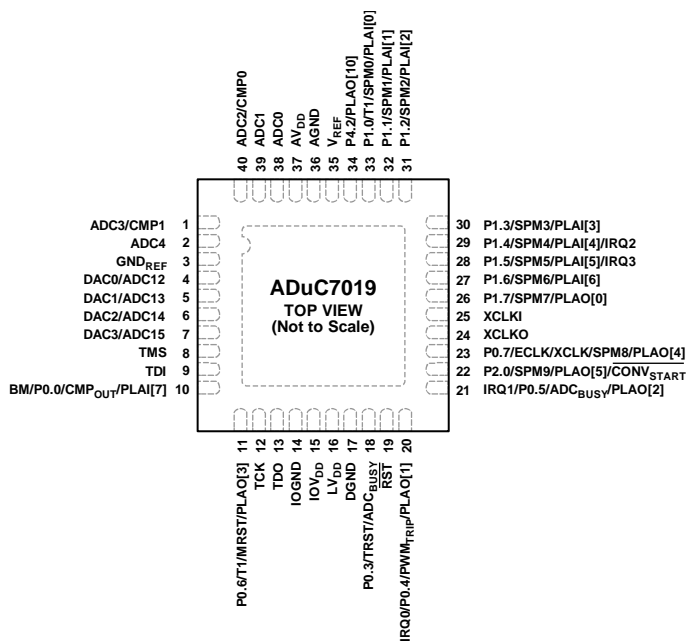 40 ADC2/CMP0
39 ADC1
38 ADC0
37 AVDD
36 AGND
35 VREF
34 P4.2/PLAO[10]
33 P1.0/T1/SPM0/PLAI[0]
32 P1.1/SPM1/PLAI[1]
31 P1.2/SPM2/PLAI[2]
ADC3/CMP1 1
ADC4 2
GNDREF 3
DAC0/ADC12 4
DAC1/ADC13 5
DAC2/ADC14 6
DAC3/ADC15 7
TMS 8
TDI 9
BM/P0.0/CMPOUT/PLAI[7] 10
ADuC7019
TOP VIEW
(Not to Scale)
30 P1.3/SPM3/PLAI[3]
29 P1.4/SPM4/PLAI[4]/IRQ2
28 P1.5/SPM5/PLAI[5]/IRQ3
27 P1.6/SPM6/PLAI[6]
26 P1.7/SPM7/PLAO[0]
25 XCLKI
24 XCLKO
23 P0.7/ECLK/XCLK/SPM8/PLAO[4]
22 P2.0/SPM9/PLAO[5]/CONVSTART
21 IRQ1/P0.5/ADCBUSY/PLAO[2]
P0.6/T1/MRST/PLAO[3] 11
TCK 12
TDO 13
IOGND 14
IOVDD 15
LVDD 16
DGND 17
P0.3/TRST/ADCBUSY 18
RST 19
IRQ0/P0.4/PWMTRIP/PLAO[1] 20